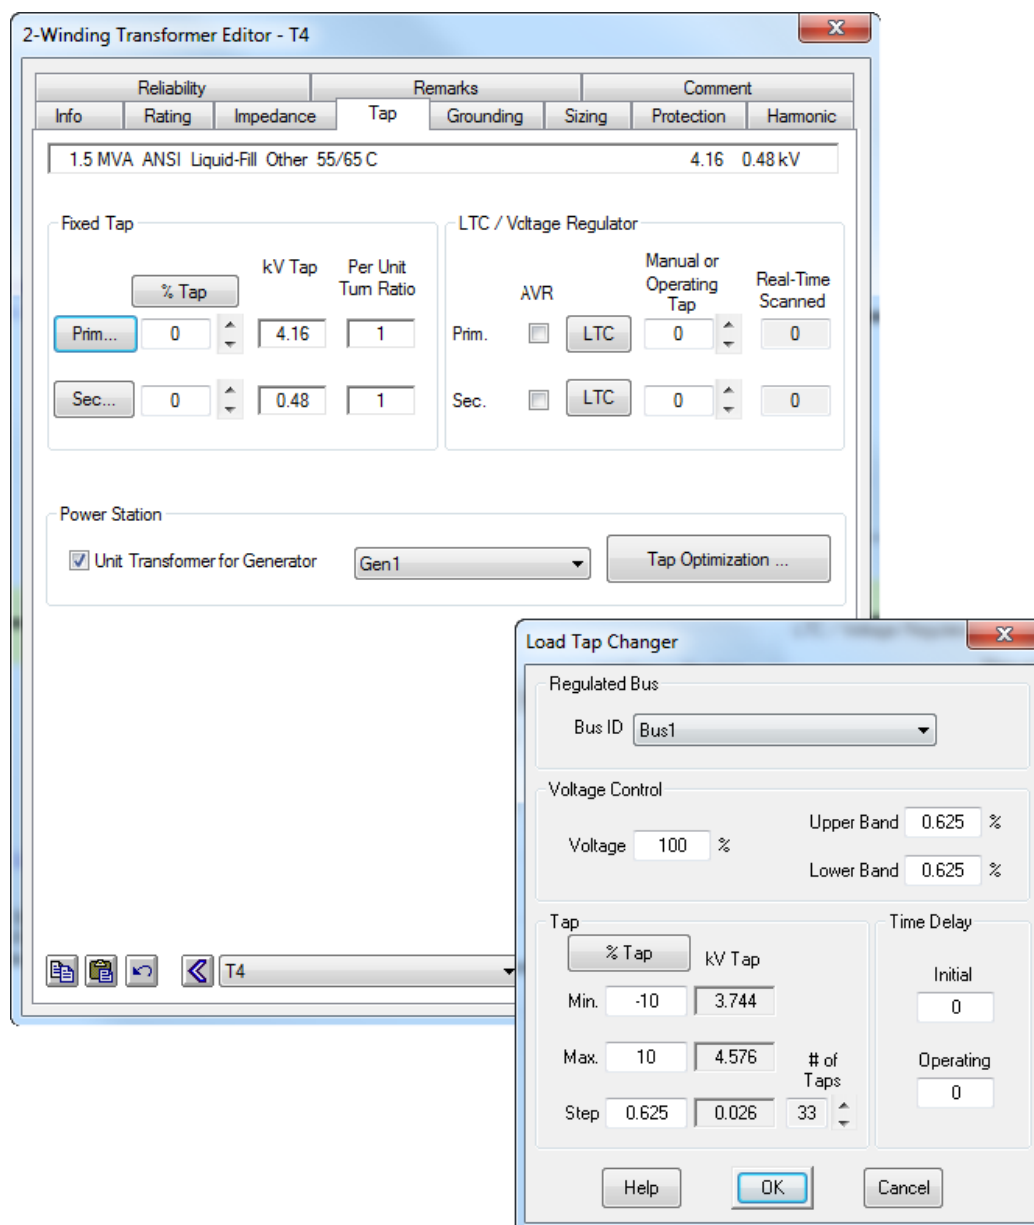 2-Winding Transformer Editor - T4
Reliability Remarks Comment
Info Rating Impedance Tap Grounding Sizing Protection Harmonic
1.5 MVA ANSI Liquid-Fill Other 55/65 C 4.16 0.48 kV
Fixed Tap
% Tap
kV Tap
Per Unit
Turn Ratio
Prim... 0 4.16 1
Sec... 0 0.48 1
LTC / Voltage Regulator
AVR
Manual or
Operating
Tap
Real-Time
Scanned
Prim. LTC 0 0
Sec. LTC 0 0
Power Station
Unit Transformer for Generator Gen1 Tap Optimization ...
T4
Load Tap Changer
Regulated Bus
Bus ID Bus1
Voltage Control
Voltage 100 %
Upper Band 0.625 %
Lower Band 0.625 %
Tap
% Tap kV Tap
Min. -10 3.744
Max. 10 4.576
# of
Taps
Step 0.625 0.026 33
Time Delay
Initial
0
Operating
0
Help OK Cancel